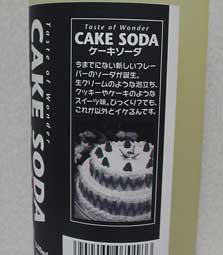 Taste of Wonder
CAKE SODA
ケーキソーダ
今までにない新しいフレー
バーのソーダが誕生。
生クリームのような泡立ち、
クッキーやケーキのような
スイーツ味。びっくり?でも、
これが以外とイケるんです。
Taste of Wonder
CAKE SODA